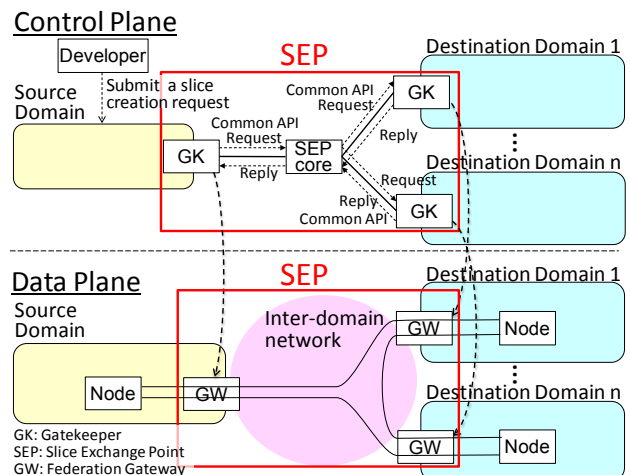 Control Plane
Developer
Submit a slice
creation request
Source
Domain
SEP
Destination Domain 1
GK
Common API
Request
Common API
Request
GK
SEP
core
Reply
Reply
Request
Reply
Common API
GK
Destination Domain n
Data Plane
SEP
Source
Domain
Inter-domain
network
Destination Domain 1
GW
Node
Node
GW
Destination Domain n
GW
Node
GK: Gatekeeper
SEP: Slice Exchange Point
GW: Federation Gateway